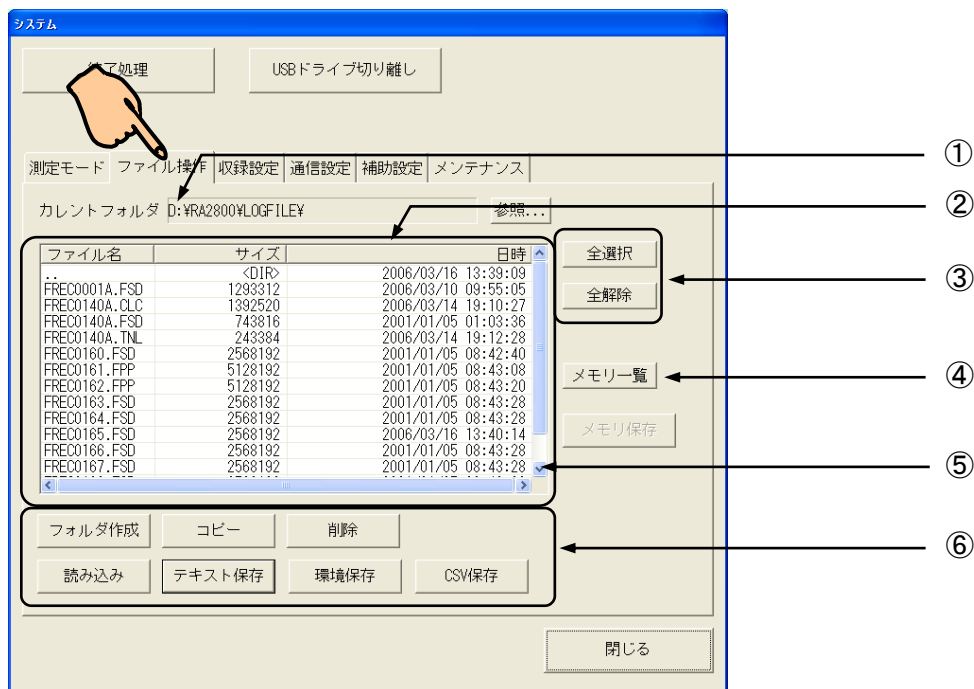 システム
終了処理 USBドライブ切り離し
測定モード ファイル操作 収録設定 通信設定 補助設定 メンテナンス
①
カレントフォルダ D:¥RA2800¥LOGFILE¥ 参照...
②
ファイル名 サイズ 日時
.. <DIR> 2006/03/16 13:39:09
FREC0001A.FSD 1293312 2006/03/10 09:55:05
FREC0140A.CLC 1392520 2006/03/14 19:10:27
FREC0140A.FSD 743816 2001/01/05 01:03:36
FREC0140A.TNL 243384 2006/03/14 19:12:28
FREC0160.FSD 2568192 2001/01/05 08:42:40
FREC0161.FPP 5128192 2001/01/05 08:43:08
FREC0162.FPP 5128192 2001/01/05 08:43:20
FREC0163.FSD 2568192 2001/01/05 08:43:28
FREC0164.FSD 2568192 2001/01/05 08:43:28
FREC0165.FSD 2568192 2006/03/16 13:40:14
FREC0166.FSD 2568192 2001/01/05 08:43:28
FREC0167.FSD 2568192 2001/01/05 08:43:28
全選択
全解除
③
メモリ一覧
④
メモリ保存
⑤
フォルダ作成 コピー 削除
⑥
読み込み テキスト保存 環境保存 CSV保存
閉じる